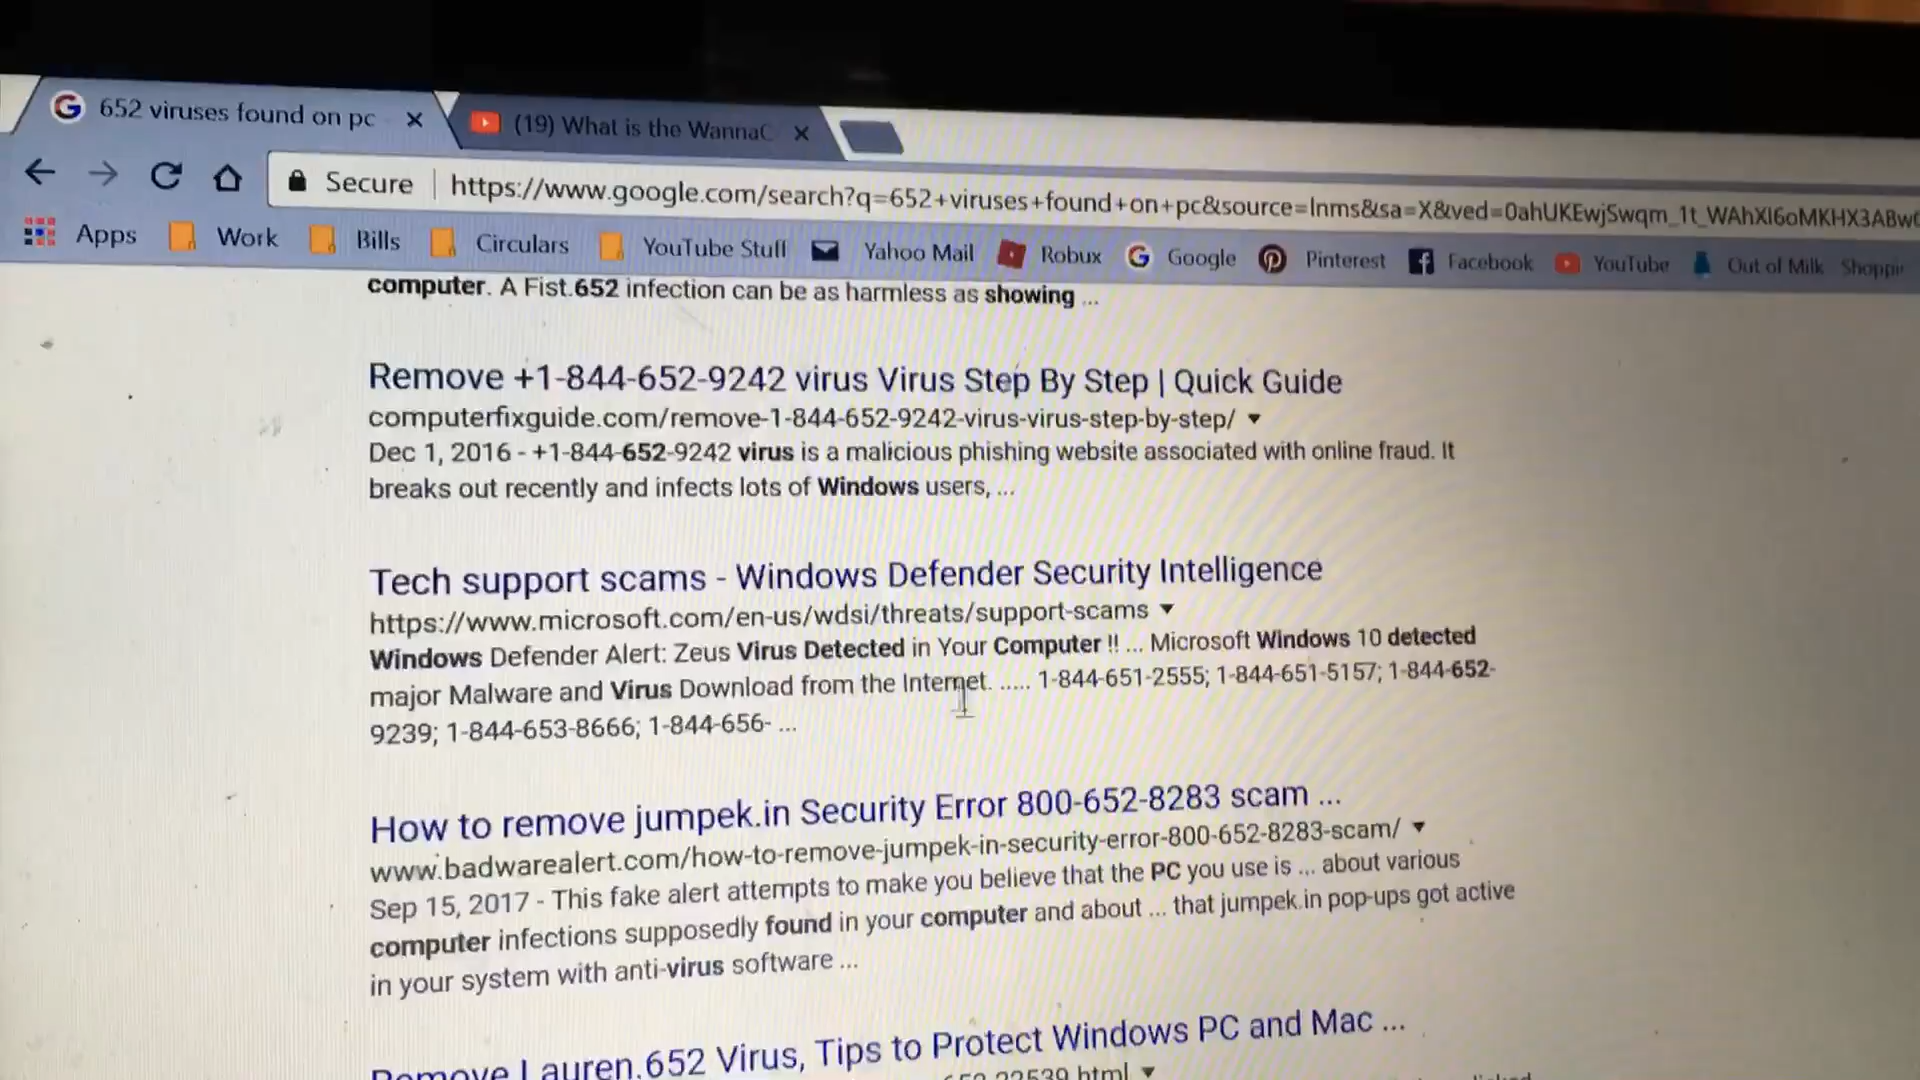 652 viruses found on pc
(19) What is the WannaC
Secure
https://www.google.com/search?q=652+viruses+found+on+pc&source=lnms&sa=X&ved=
Apps Work Bills Circulars YouTube Stuff Yahoo Mail Robux Google Pinterest Facebook YouTube Out of Milk
computer. A Fist.652 infection can be as harmless as showing ...
Remove +1-844-652-9242 virus Virus Step By Step | Quick Guide
computerfixguide.com/remove-1-844-652-9242-virus-virus-step-by-step/
Dec 1, 2016 - +1-844-652-9242 virus is a malicious phishing website associated with online fraud. It
breaks out recently and infects lots of Windows users, ...
Tech support scams - Windows Defender Security Intelligence
https://www.microsoft.com/en-us/wdsi/threats/support-scams
Windows Defender Alert: Zeus Virus Detected in Your Computer !! ... Microsoft Windows 10 detected
major Malware and Virus Download from the Internet. ..... 1-844-651-2555; 1-844-651-5157; 1-844-652-
9239; 1-844-653-8666; 1-844-656- ...
How to remove jumpek.in Security Error 800-652-8283 scam ...
www.badwarealert.com/how-to-remove-jumpek-in-security-error-800-652-8283-scam/
Sep 15, 2017 - This fake alert attempts to make you believe that the PC you use is ... about various
computer infections supposedly found in your computer and about ... that jumpek.in pop-ups got active
in your system with anti-virus software ...
Remove Lauren.652 Virus, Tips to Protect Windows PC and Mac ...